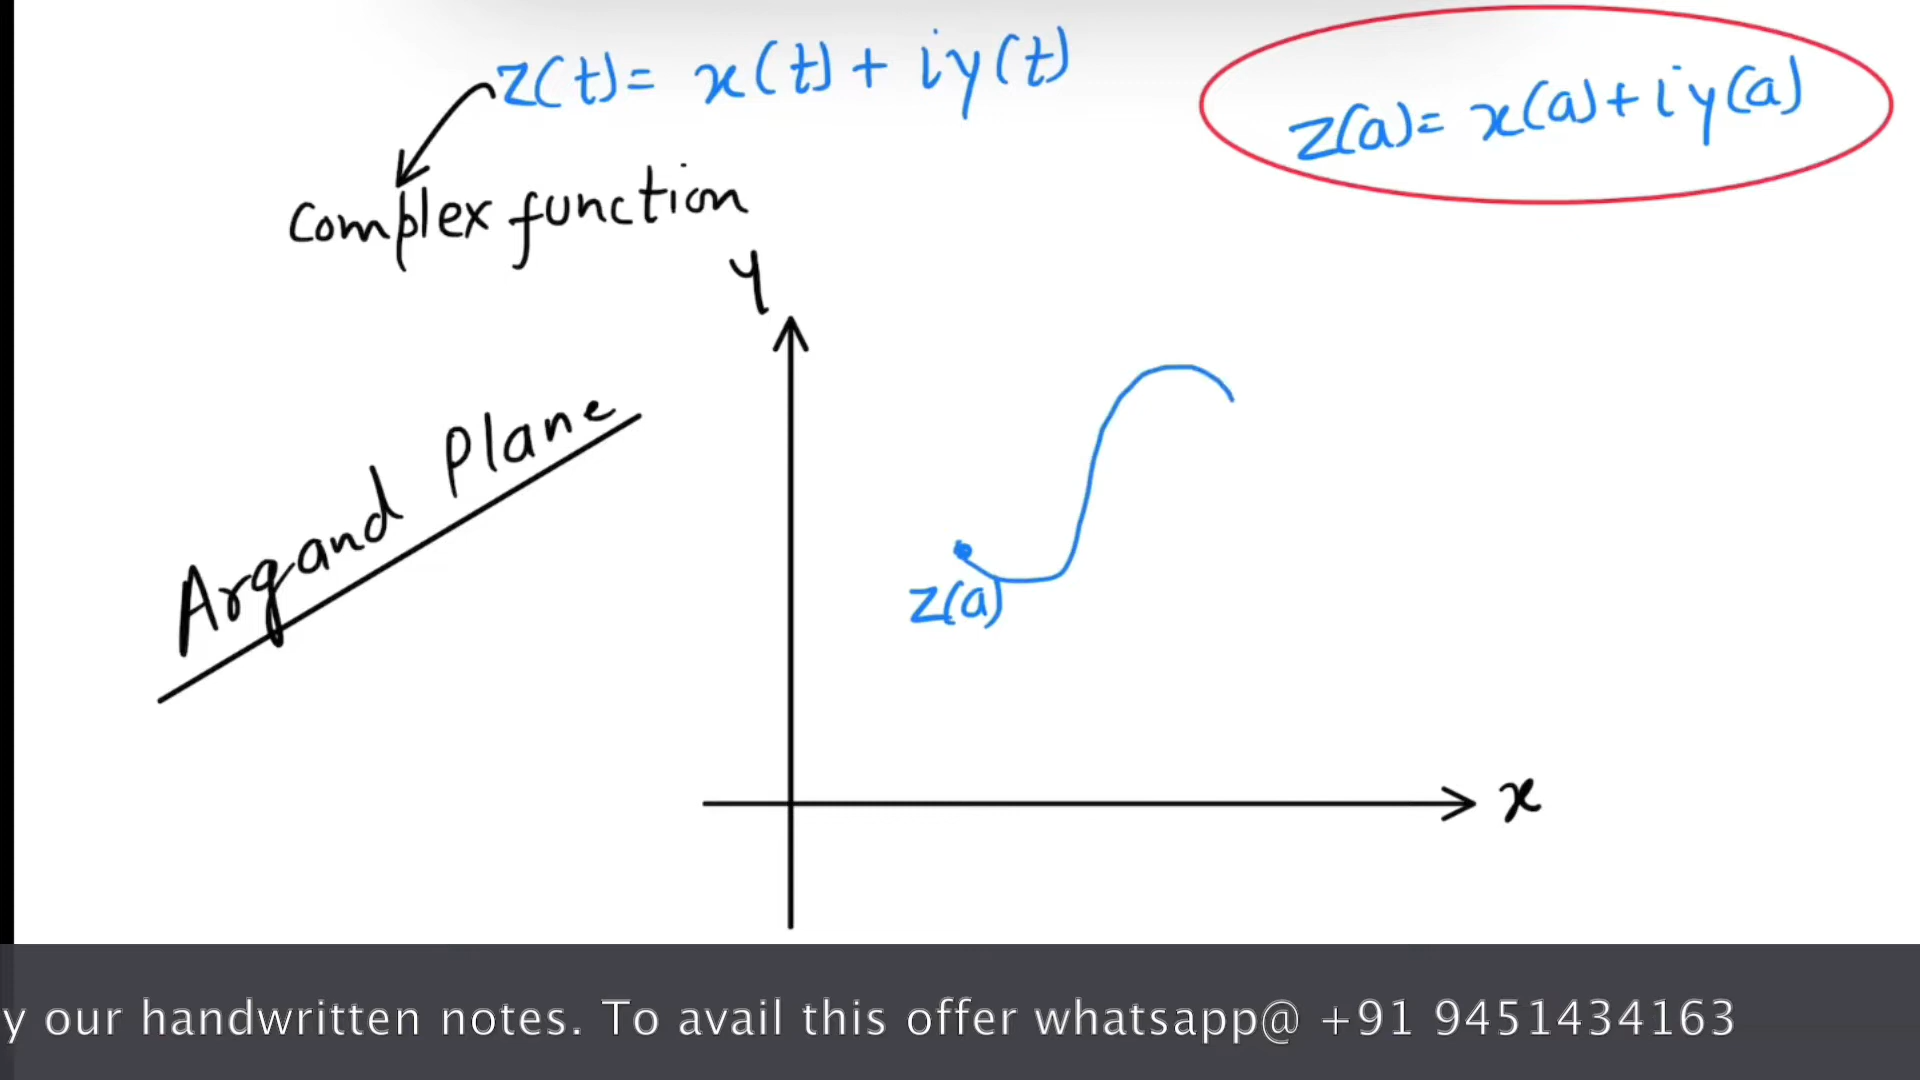 z(t)= x(t) + iy(t)
z(a)= x(a)+iy(a)
Complex function
y
Argand Plane
z(a)
x
y our handwritten notes. To avail this offer whatsapp@ +91 9451434163